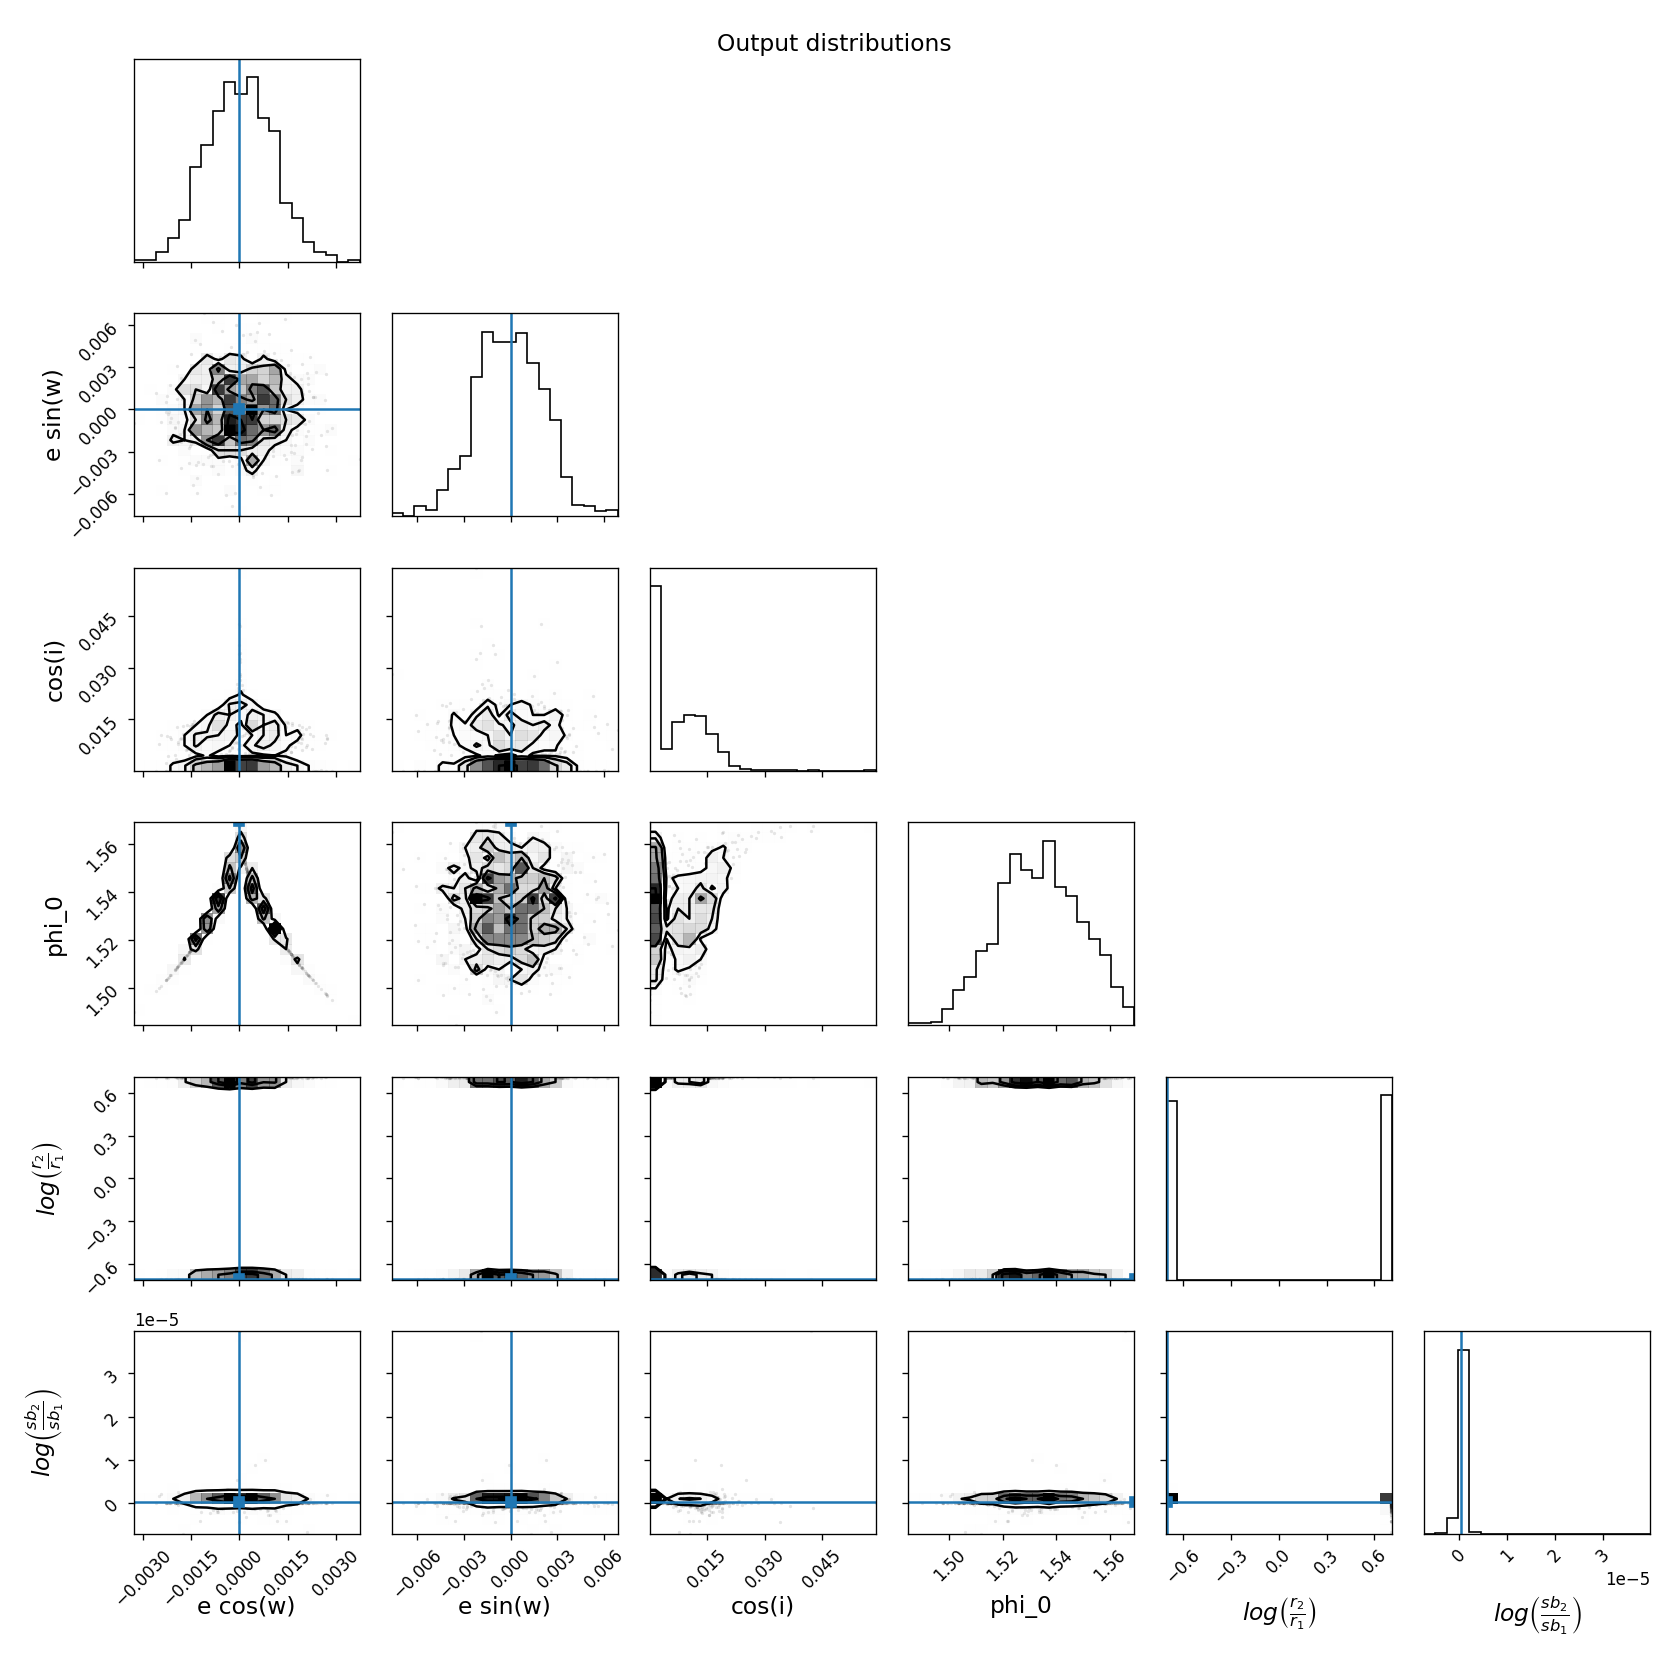 Output distributions
e sin(w)
0.006
0.003
0.000
−0.003
−0.006
cos(i)
0.045
0.030
0.015
phi_0
1.56
1.54
1.52
1.50
log(r2/r1)
0.6
0.3
0.0
−0.3
−0.6
1e−5
log(sb2/sb1)
3
2
1
0
−0.0030 −0.0015 0.0000 0.0015 0.0030
−0.006 −0.003 0.000 0.003 0.006
0.015 0.030 0.045
1.50 1.52 1.54 1.56
−0.6 −0.3 0.0 0.3 0.6
0 1 2 3
1e−5
e cos(w) e sin(w) cos(i) phi_0 log(r2/r1) log(sb2/sb1)